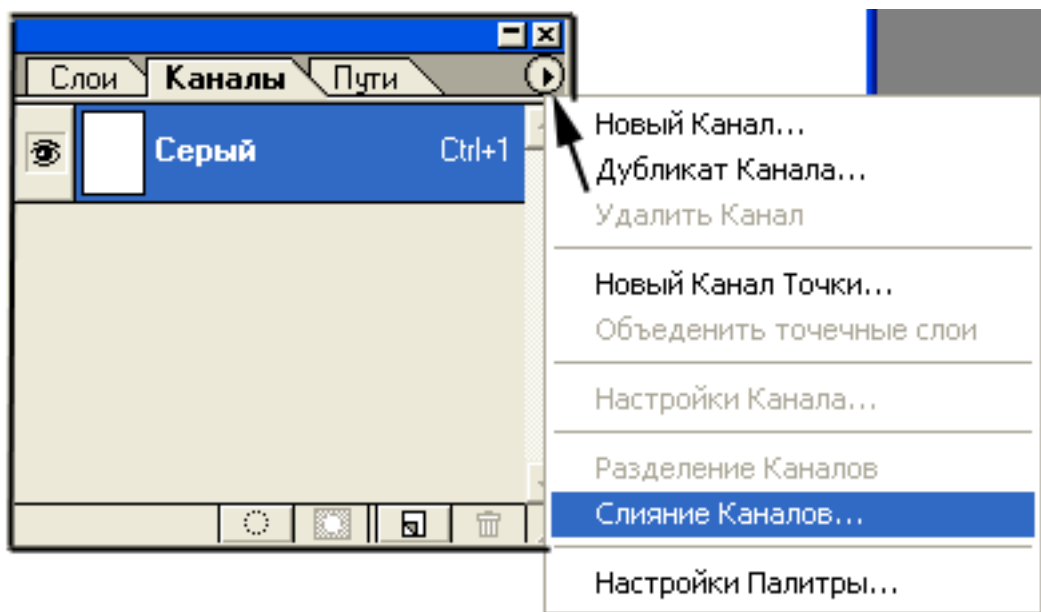 Слои Каналы Пути
Серый Ctrl+1
Новый Канал...
Дубликат Канала...
Удалить Канал
Новый Канал Точки...
Объеденить точечные слои
Настройки Канала...
Разделение Каналов
Слияние Каналов...
Настройки Палитры...